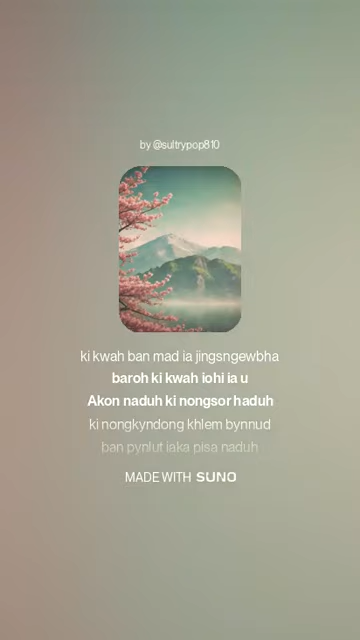 by @sultrypop810
ki kwah ban mad ia jingsngewbha
baroh ki kwah iohi ia u
Akon naduh ki nongsor haduh
ki nongkyndong khlem bynnud
ban pynlut iaka pisa naduh
MADE WITH SUNO